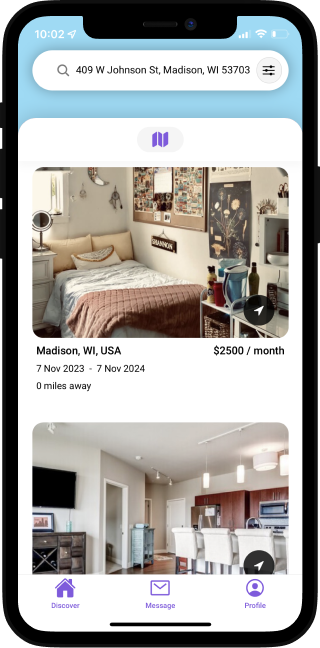 10:02
409 W Johnson St, Madison, WI 53703
SHANNON
Madison, WI, USA
$2500 / month
7 Nov 2023 - 7 Nov 2024
0 miles away
Discover
Message
Profile